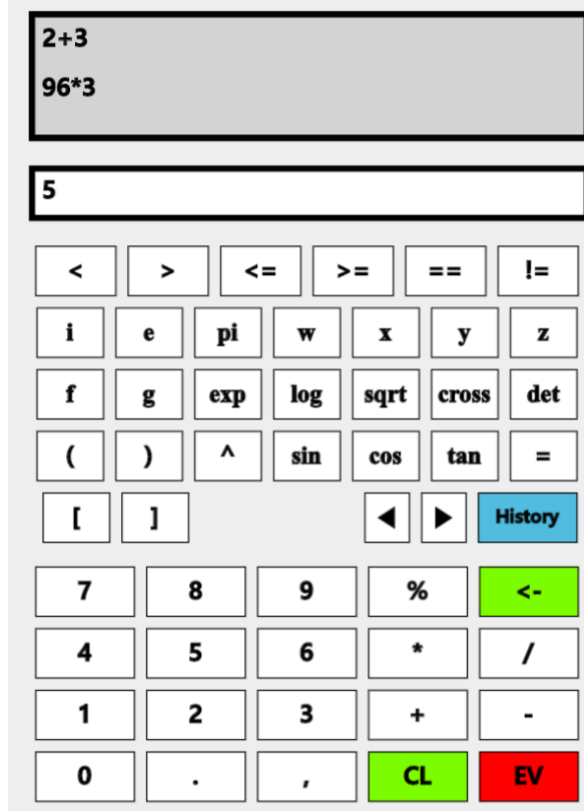 2+3
96*3
5
< > <= >= == !=
i e pi w x y z
f g exp log sqrt cross det
( ) ^ sin cos tan =
[ ] ◀ ▶ History
7 8 9 % <-
4 5 6 * /
1 2 3 + -
0 . , CL EV